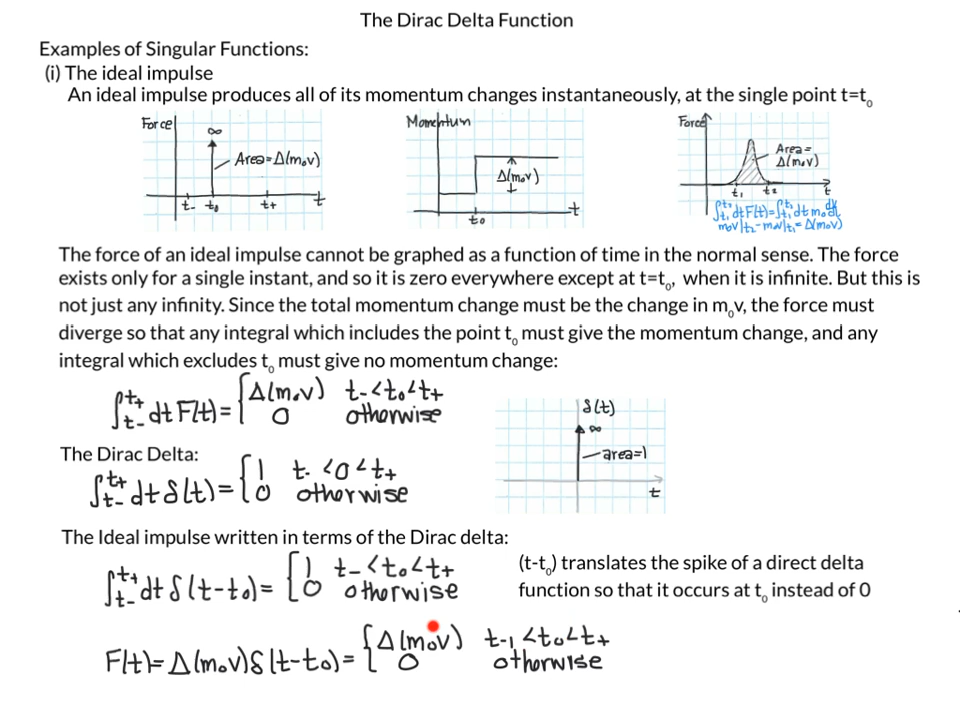 The Dirac Delta Function
Examples of Singular Functions:
(i) The ideal impulse
An ideal impulse produces all of its momentum changes instantaneously, at the single point t=t₀
Force
∞
Area=Δ(m₀v)
t₋ t₀ t+ t
Momentum
Δ(m₀v)
t₀ t
Force
Area=
Δ(m₀v)
t₁ t₂ t
∫t₁^t₂ dt F(t)=∫t₁^t₂ dt m₀ dv/dt
m₀v|t₂-m₀v|t₁=Δ(m₀v)
The force of an ideal impulse cannot be graphed as a function of time in the normal sense. The force
exists only for a single instant, and so it is zero everywhere except at t=t₀, when it is infinite. But this is
not just any infinity. Since the total momentum change must be the change in m₀v, the force must
diverge so that any integral which includes the point t₀ must give the momentum change, and any
integral which excludes t₀ must give no momentum change:
∫t₋^t₊ dt F(t)= { Δ(m₀v) t₋<t₀<t₊
0 otherwise
δ(t)
∞
area=1
t
The Dirac Delta:
∫t₋^t₊ dt δ(t)= { 1 t₋<0<t₊
0 otherwise
The Ideal impulse written in terms of the Dirac delta:
∫t₋^t₊ dt δ(t-t₀)= { 1 t₋<t₀<t₊
0 otherwise
(t-t₀) translates the spike of a direct delta
function so that it occurs at t₀ instead of 0
F(t)=Δ(m₀v)δ(t-t₀)= { Δ(m₀v) t₋₁<t₀<t₊
0 otherwise